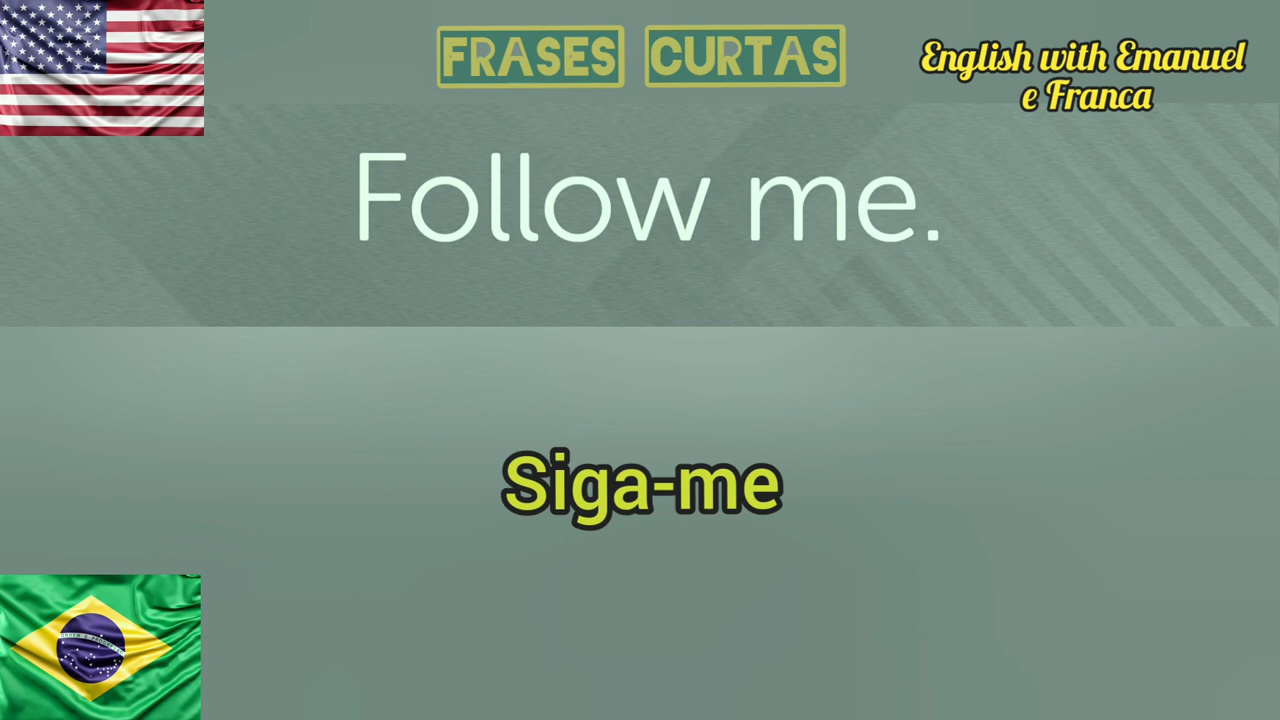 FRASES CURTAS
English with Emanuel
e Franca
Follow me.
Siga-me